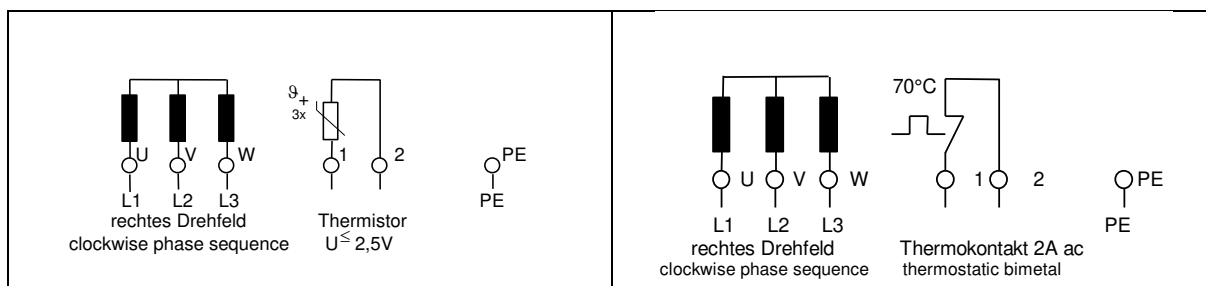 ϑ
+
3x
U V W 1 2 PE
L1 L2 L3 PE
rechtes Drehfeld Thermistor
clockwise phase sequence U ≤ 2,5V
70°C
U V W 1 2 PE
L1 L2 L3 PE
rechtes Drehfeld Thermokontakt 2A ac
clockwise phase sequence thermostatic bimetal